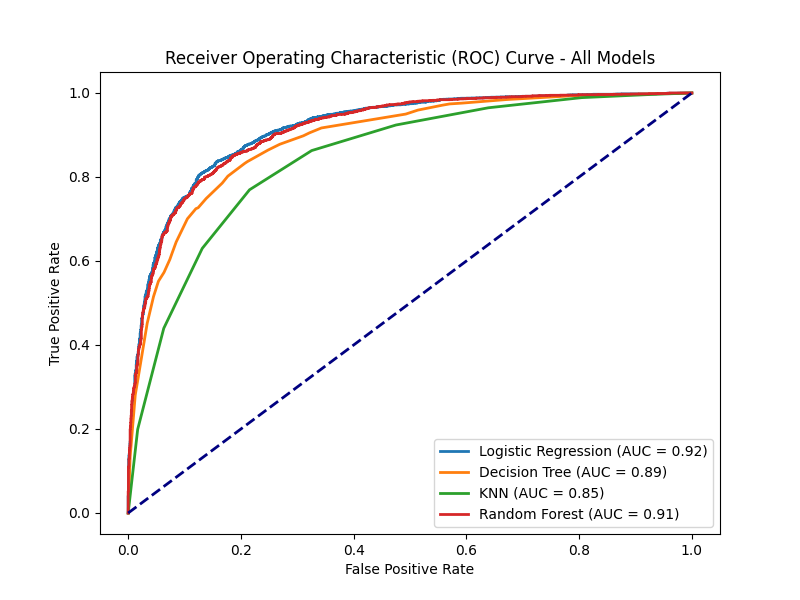 Receiver Operating Characteristic (ROC) Curve - All Models
True Positive Rate
1.0
0.8
0.6
0.4
0.2
0.0
Logistic Regression (AUC = 0.92)
Decision Tree (AUC = 0.89)
KNN (AUC = 0.85)
Random Forest (AUC = 0.91)
0.0 0.2 0.4 0.6 0.8 1.0
False Positive Rate